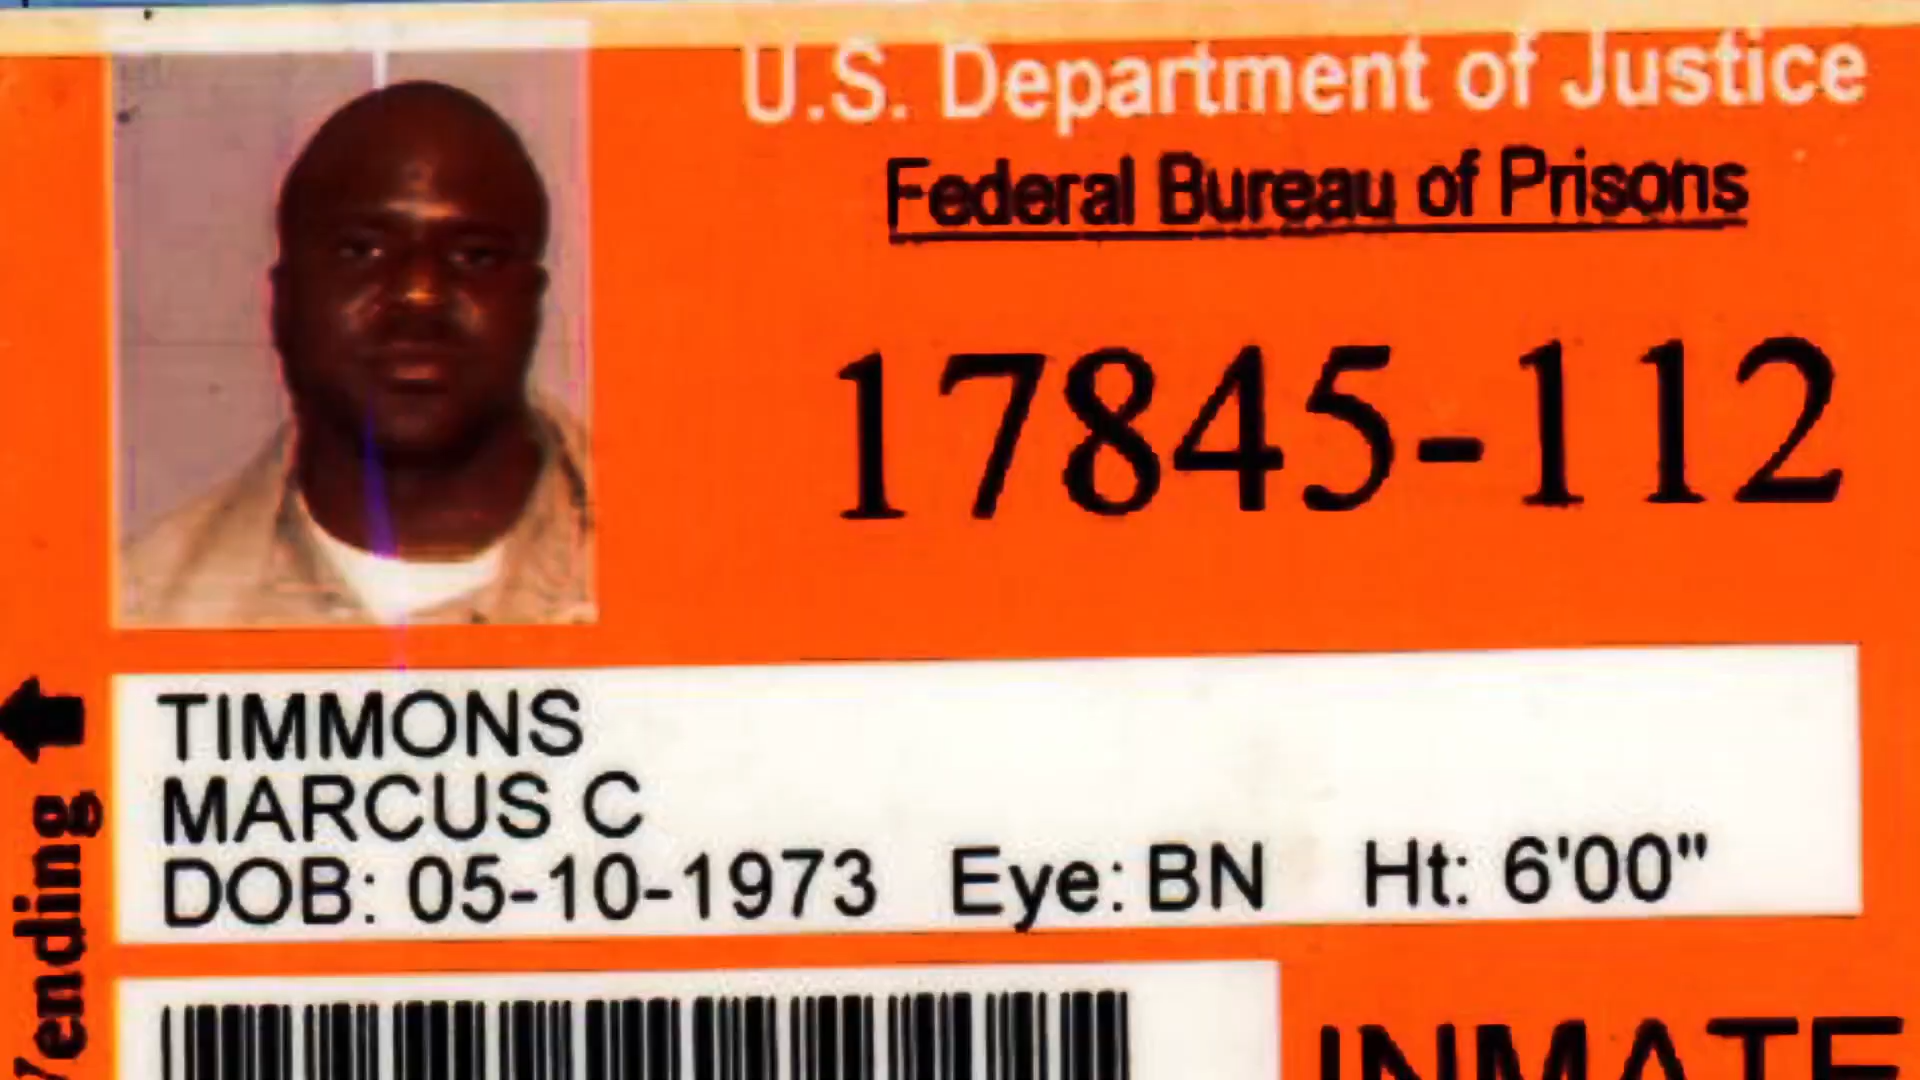 U.S. Department of Justice
Federal Bureau of Prisons
17845-112
TIMMONS
MARCUS C
DOB: 05-10-1973 Eye: BN Ht: 6'00"
Vending
INMATE